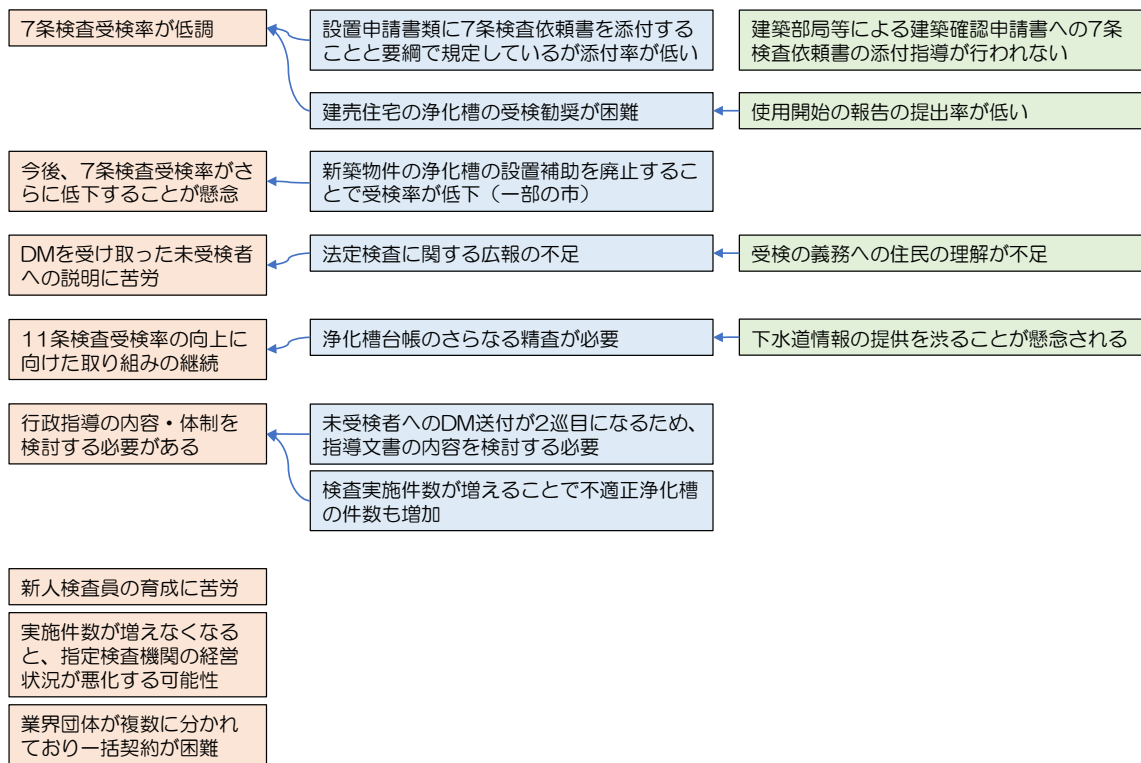 7条検査受検率が低調
設置申請書類に7条検査依頼書を添付する
ことと要綱で規定しているが添付率が低い
建築部局等による建築確認申請書への7条
検査依頼書の添付指導が行われない
建売住宅の浄化槽の受検勧奨が困難
使用開始の報告の提出率が低い
今後、7条検査受検率がさ
らに低下することが懸念
新築物件の浄化槽の設置補助を廃止するこ
とで受検率が低下（一部の市）
DMを受け取った未受検者
への説明に苦労
法定検査に関する広報の不足
受検の義務への住民の理解が不足
11条検査受検率の向上に
向けた取り組みの継続
浄化槽台帳のさらなる精査が必要
下水道情報の提供を渋ることが懸念される
行政指導の内容・体制を
検討する必要がある
未受検者へのDM送付が2巡目になるため、
指導文書の内容を検討する必要
検査実施件数が増えることで不適正浄化槽
の件数も増加
新人検査員の育成に苦労
実施件数が増えなくなる
と、指定検査機関の経営
状況が悪化する可能性
業界団体が複数に分かれ
ており一括契約が困難